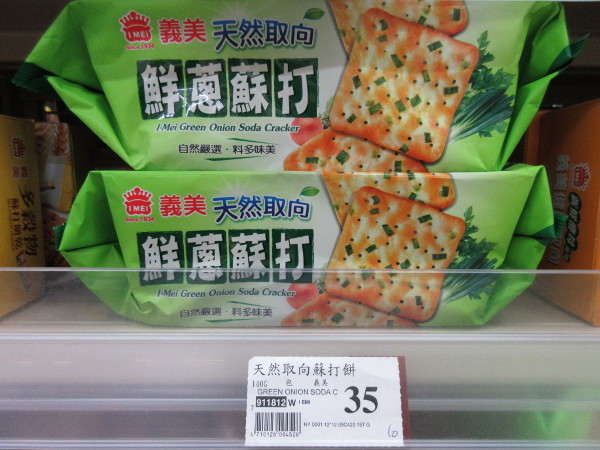 I MEI
Since 1934
義美 天然取向
鮮蔥蘇打
I-Mei Green Onion Soda Cracker
自然嚴選・料多味美
I MEI
Since 1934
義美 天然取向
鮮蔥蘇打
I-Mei Green Onion Soda Cracker
自然嚴選・料多味美
天然取向蘇打餅
140G 包 義美
GREEN ONION SODA C
911812 W
35
4710126004528